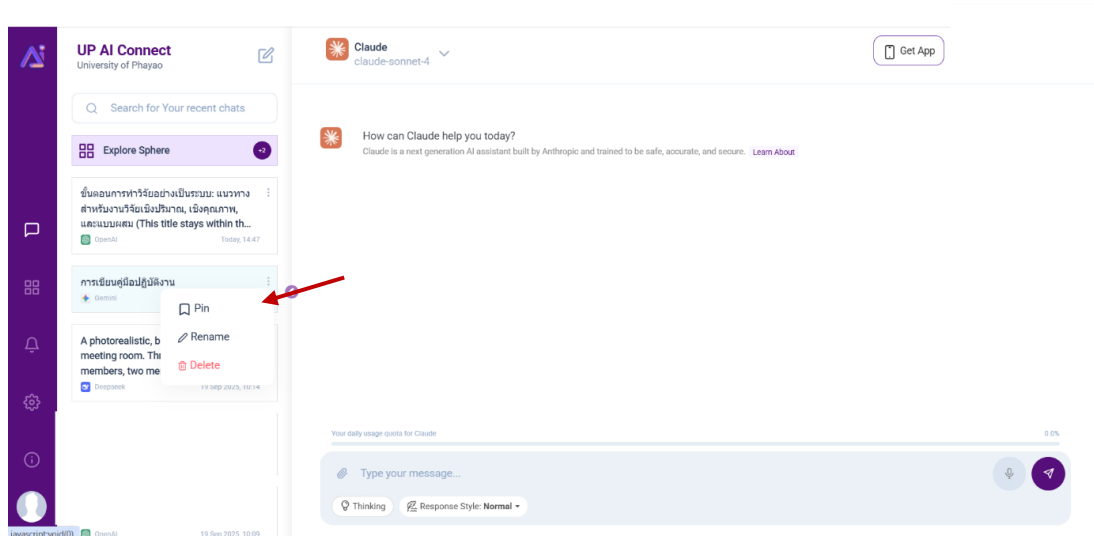 UP AI Connect
University of Phayao
Search for Your recent chats
Explore Sphere
+2
ขั้นตอนการทำวิจัยอย่างเป็นระบบ: แนวทาง
สำหรับงานวิจัยเชิงปริมาณ, เชิงคุณภาพ,
และแบบผสม (This title stays within th...
OpenAI
Today, 14:47
การเขียนคู่มือปฏิบัติงาน
Gemini
Pin
Rename
Delete
A photorealistic, b
meeting room. Th
members, two me
Deepseek
19 Sep 2025, 10:14
OpenAI
19 Sep 2025, 10:09
javascript:void(0)
Claude
claude-sonnet-4
Get App
How can Claude help you today?
Claude is a next generation AI assistant built by Anthropic and trained to be safe, accurate, and secure. Learn About
Your daily usage quota for Claude
0.0%
Type your message...
Thinking
Response Style: Normal